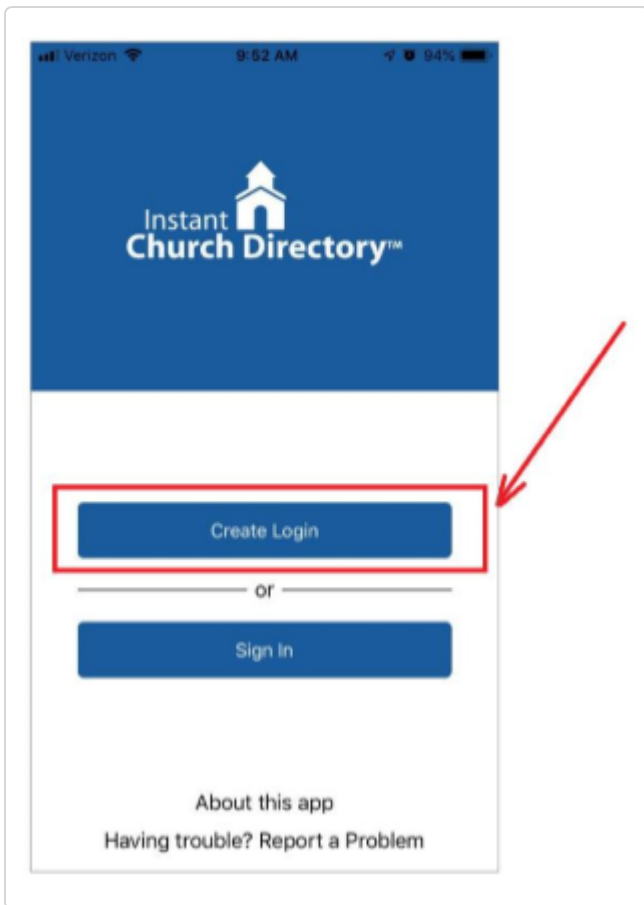 Verizon 9:52 AM 94%
Instant
Church Directory™
Create Login
or
Sign In
About this app
Having trouble? Report a Problem